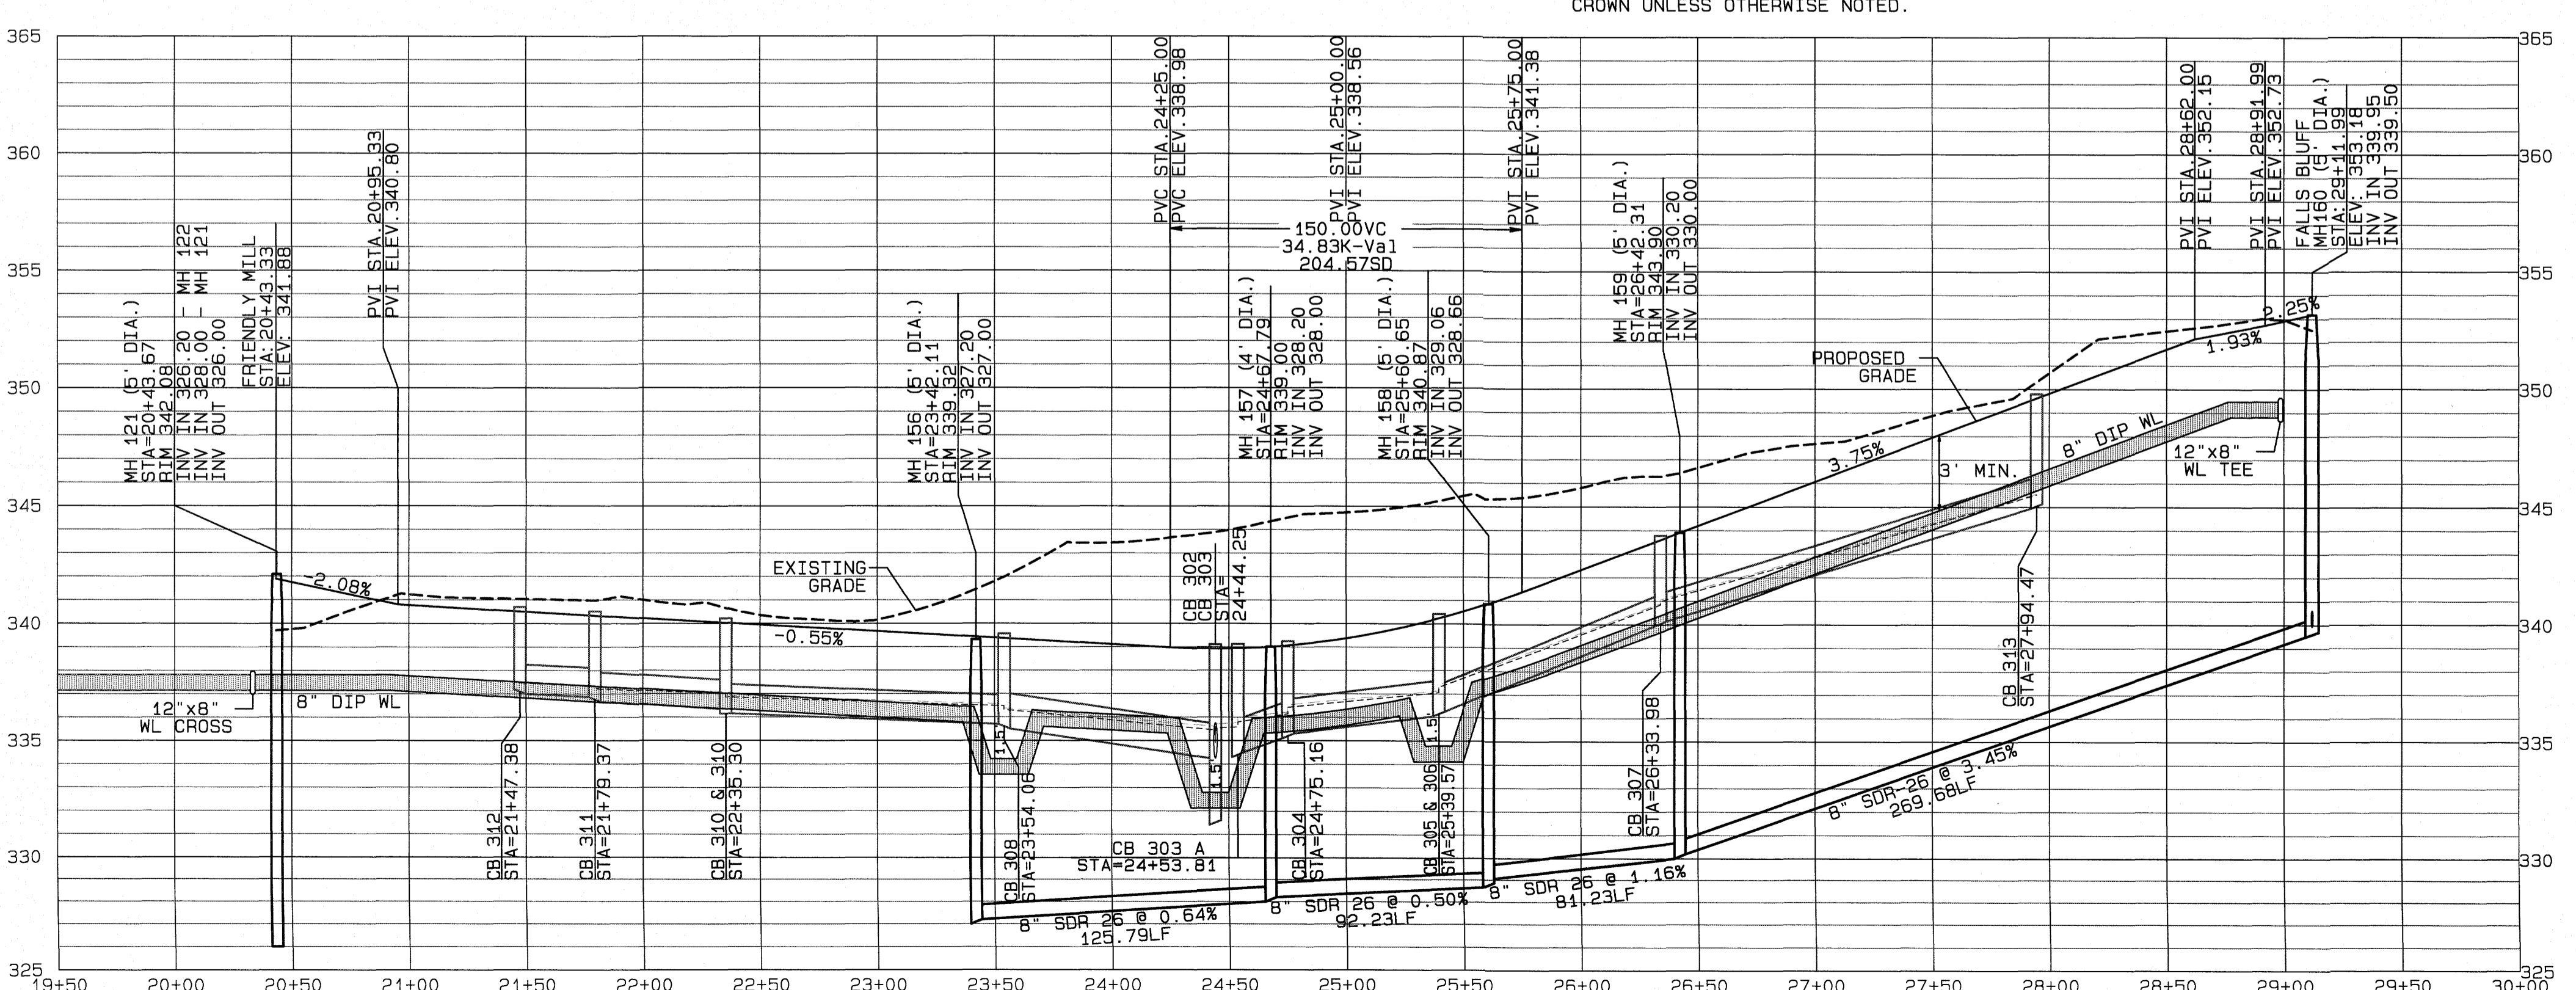 CROWN UNLESS OTHERWISE NOTED.
365
360
355
350
345
340
335
330
325
MH 121 (5' DIA.)
STA=20+43.67
RIM 342.08
INV IN 326.20 - MH 122
INV IN 328.00 - MH 121
INV OUT 326.00
FRIENDLY MILL
STA:20+43.33
ELEV: 341.88
PVI STA.20+95.33
PVI ELEV.340.80
MH 156 (5' DIA.)
STA=23+42.11
RIM 339.32
INV IN 327.20
INV OUT 327.00
PVC STA.24+25.00
PVC ELEV.338.98
PVI STA.25+00.00
PVI ELEV.338.56
PVI STA.25+75.00
PVT ELEV.341.38
150.00VC
34.83K-Val
204.57SD
MH 157 (4' DIA.)
STA=24+67.79
RIM 339.00
INV IN 328.20
INV OUT 328.00
MH 158 (5' DIA.)
STA=25+60.65
RIM 340.87
INV IN 329.06
INV OUT 328.66
MH 159 (5' DIA.)
STA=26+42.31
RIM 343.90
INV IN 330.20
INV OUT 330.00
PVI STA.28+62.00
PVI ELEV.352.15
PVI STA.28+91.99
PVI ELEV.352.73
FALLS BLUFF
MH160 (5' DIA.)
STA:29+11.99
ELEV: 353.18
INV IN 339.95
INV OUT 339.50
365
360
355
350
345
340
335
330
325
-2.08%
-0.55%
EXISTING
GRADE
CB 302
CB 303
STA=
24+44.25
PROPOSED
GRADE
3.75%
3' MIN.
8" DIP WL
1.93%
2.25%
12"x8"
WL TEE
12"x8"
WL CROSS
8" DIP WL
CB 312
STA=21+47.38
CB 311
STA=21+79.37
CB 310 & 310
STA=22+35.30
1.5'
CB 308
STA=23+54.06
1.5'
CB 303 A
STA=24+53.81
CB 304
STA=24+75.16
1.5'
CB 305 & 306
STA=25+39.57
CB 307
STA=26+33.98
CB 313
STA=27+94.47
8" SDR 26 @ 0.64%
125.79LF
8" SDR 26 @ 0.50%
92.23LF
8" SDR 26 @ 1.16%
81.23LF
8" SDR-26 @ 3.45%
269.68LF
19+50
20+00
20+50
21+00
21+50
22+00
22+50
23+00
23+50
24+00
24+50
25+00
25+50
26+00
26+50
27+00
27+50
28+00
28+50
29+00
29+50
30+00